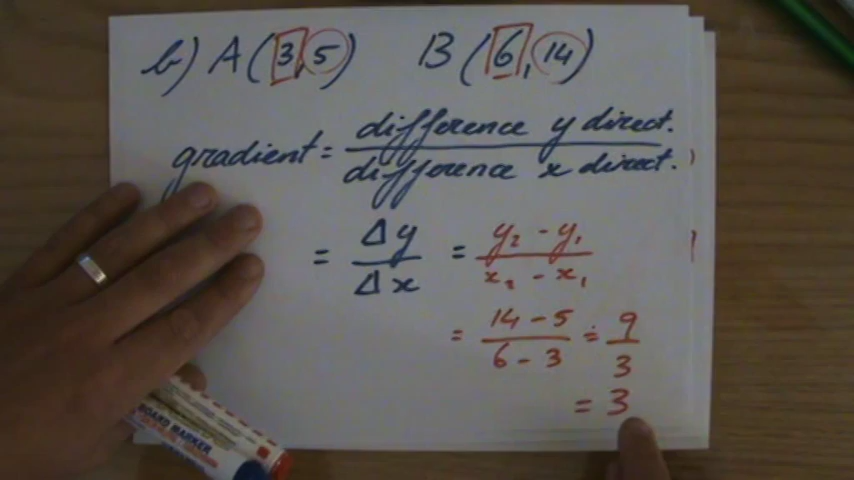 b) A (3,5) B (6,14)
gradient = difference y direct. / difference x direct.
= Δy / Δx = y₂ - y₁ / x₂ - x₁
= 14 - 5 / 6 - 3 = 9 / 3
= 3
BOARD MARKER